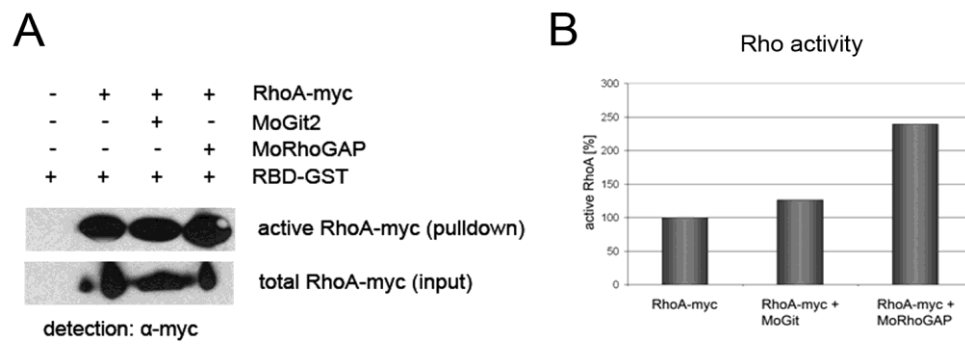 A
- + + + RhoA-myc
- - + - MoGit2
- - - + MoRhoGAP
+ + + + RBD-GST
active RhoA-myc (pulldown)
total RhoA-myc (input)
detection: α-myc
B
Rho activity
active RhoA [%]
300
250
200
150
100
50
0
RhoA-myc
RhoA-myc +
MoGit
RhoA-myc +
MoRhoGAP